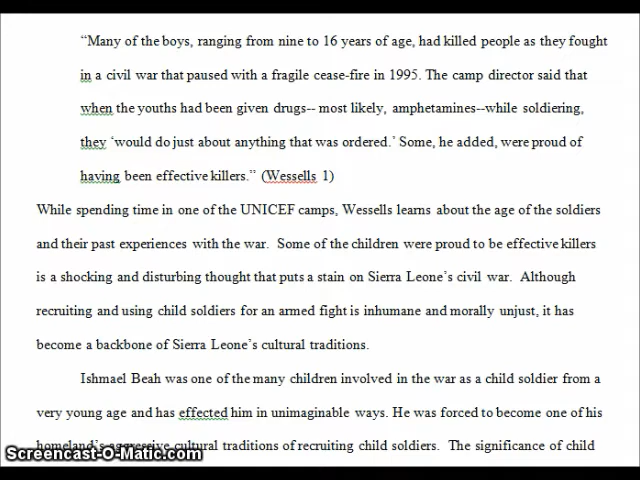 “Many of the boys, ranging from nine to 16 years of age, had killed people as they fought
in a civil war that paused with a fragile cease-fire in 1995. The camp director said that
when the youths had been given drugs-- most likely, amphetamines--while soldiering,
they ‘would do just about anything that was ordered.’ Some, he added, were proud of
having been effective killers.” (Wessells 1)
While spending time in one of the UNICEF camps, Wessells learns about the age of the soldiers
and their past experiences with the war.  Some of the children were proud to be effective killers
is a shocking and disturbing thought that puts a stain on Sierra Leone’s civil war.  Although
recruiting and using child soldiers for an armed fight is inhumane and morally unjust, it has
become a backbone of Sierra Leone’s cultural traditions.
Ishmael Beah was one of the many children involved in the war as a child soldier from a
very young age and has effected him in unimaginable ways. He was forced to become one of his
homeland’s aggressive cultural traditions of recruiting child soldiers.  The significance of child
Screencast-O-Matic.com